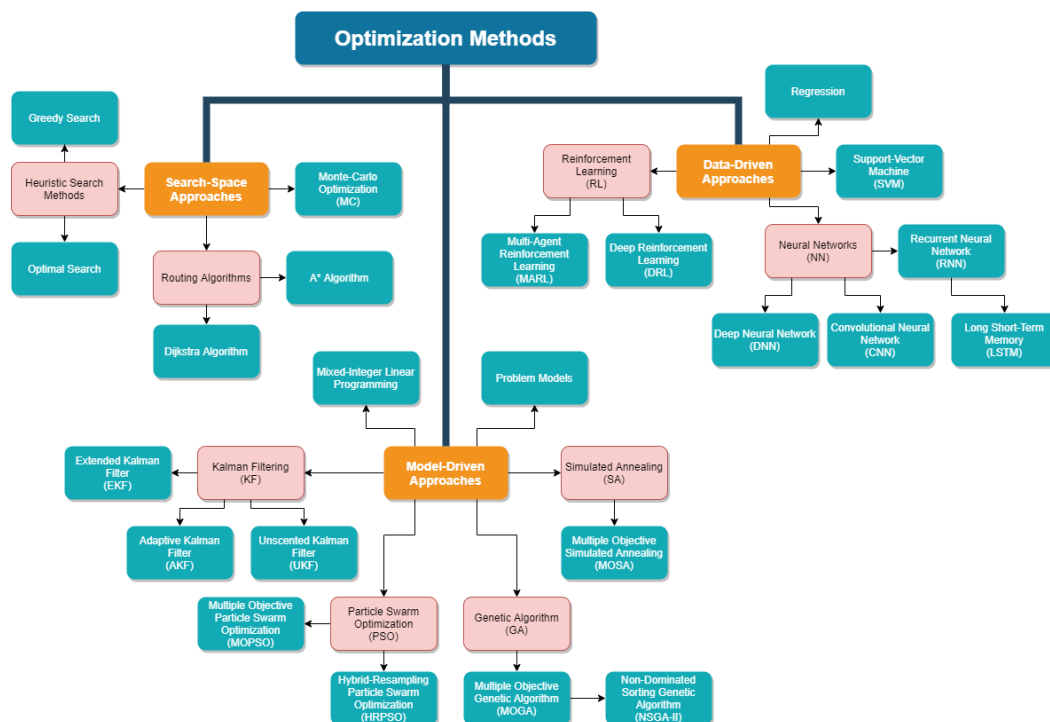 Optimization Methods
Greedy Search
Heuristic Search
Methods
Optimal Search
Search-Space
Approaches
Monte-Carlo
Optimization
(MC)
Routing Algorithms
A* Algorithm
Dijkstra Algorithm
Regression
Reinforcement
Learning
(RL)
Data-Driven
Approaches
Support-Vector
Machine
(SVM)
Multi-Agent
Reinforcement
Learning
(MARL)
Deep Reinforcement
Learning
(DRL)
Neural Networks
(NN)
Recurrent Neural
Network
(RNN)
Deep Neural Network
(DNN)
Convolutional Neural
Network
(CNN)
Long Short-Term
Memory
(LSTM)
Mixed-Integer Linear
Programming
Problem Models
Extended Kalman
Filter
(EKF)
Kalman Filtering
(KF)
Model-Driven
Approaches
Simulated Annealing
(SA)
Adaptive Kalman
Filter
(AKF)
Unscented Kalman
Filter
(UKF)
Multiple Objective
Simulated Annealing
(MOSA)
Multiple Objective
Particle Swarm
Optimization
(MOPSO)
Particle Swarm
Optimization
(PSO)
Genetic Algorithm
(GA)
Hybrid-Resampling
Particle Swarm
Optimization
(HRPSO)
Multiple Objective
Genetic Algorithm
(MOGA)
Non-Dominated
Sorting Genetic
Algorithm
(NSGA-II)